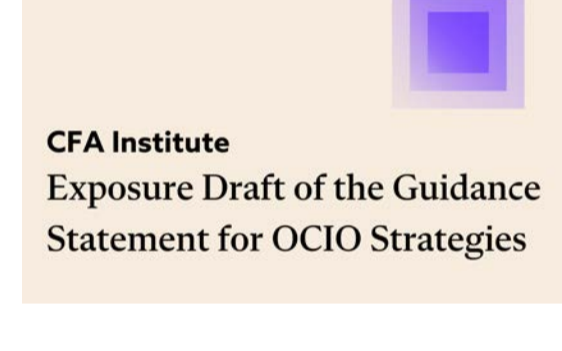 CFA Institute
Exposure Draft of the Guidance
Statement for OCIO Strategies